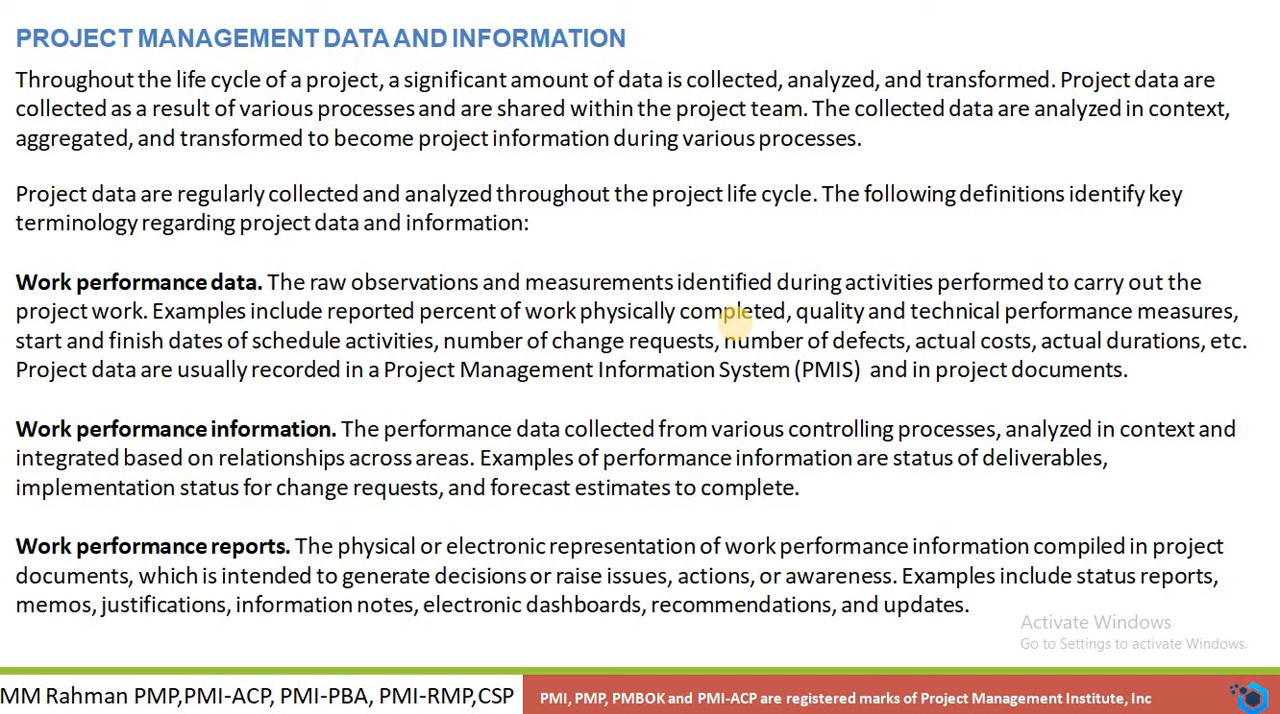 PROJECT MANAGEMENT DATA AND INFORMATION
Throughout the life cycle of a project, a significant amount of data is collected, analyzed, and transformed. Project data are
collected as a result of various processes and are shared within the project team. The collected data are analyzed in context,
aggregated, and transformed to become project information during various processes.
Project data are regularly collected and analyzed throughout the project life cycle. The following definitions identify key
terminology regarding project data and information:
Work performance data. The raw observations and measurements identified during activities performed to carry out the
project work. Examples include reported percent of work physically completed, quality and technical performance measures,
start and finish dates of schedule activities, number of change requests, number of defects, actual costs, actual durations, etc.
Project data are usually recorded in a Project Management Information System (PMIS) and in project documents.
Work performance information. The performance data collected from various controlling processes, analyzed in context and
integrated based on relationships across areas. Examples of performance information are status of deliverables,
implementation status for change requests, and forecast estimates to complete.
Work performance reports. The physical or electronic representation of work performance information compiled in project
documents, which is intended to generate decisions or raise issues, actions, or awareness. Examples include status reports,
memos, justifications, information notes, electronic dashboards, recommendations, and updates.
Activate Windows
Go to Settings to activate Windows.
MM Rahman PMP,PMI-ACP, PMI-PBA, PMI-RMP,CSP
PMI, PMP, PMBOK and PMI-ACP are registered marks of Project Management Institute, Inc